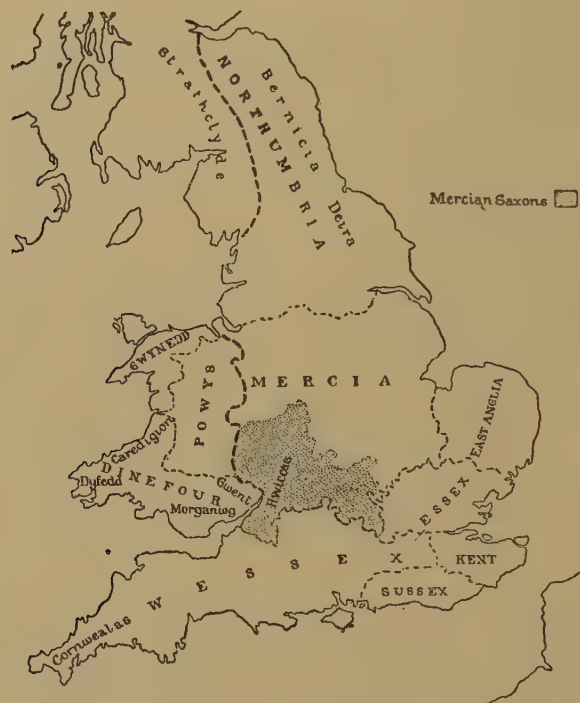 Strathclyde
NORTHUMBRIA
Bernicia
Deira
Mercian Saxons
GWYNEDD
POWYS
MERCIA
EAST ANGLIA
Caredigion
DINEFOUR
Dyfedd
Gwent
Morganwg
Hwiccas
ESSEX
WESSEX
KENT
SUSSEX
Cornwealas